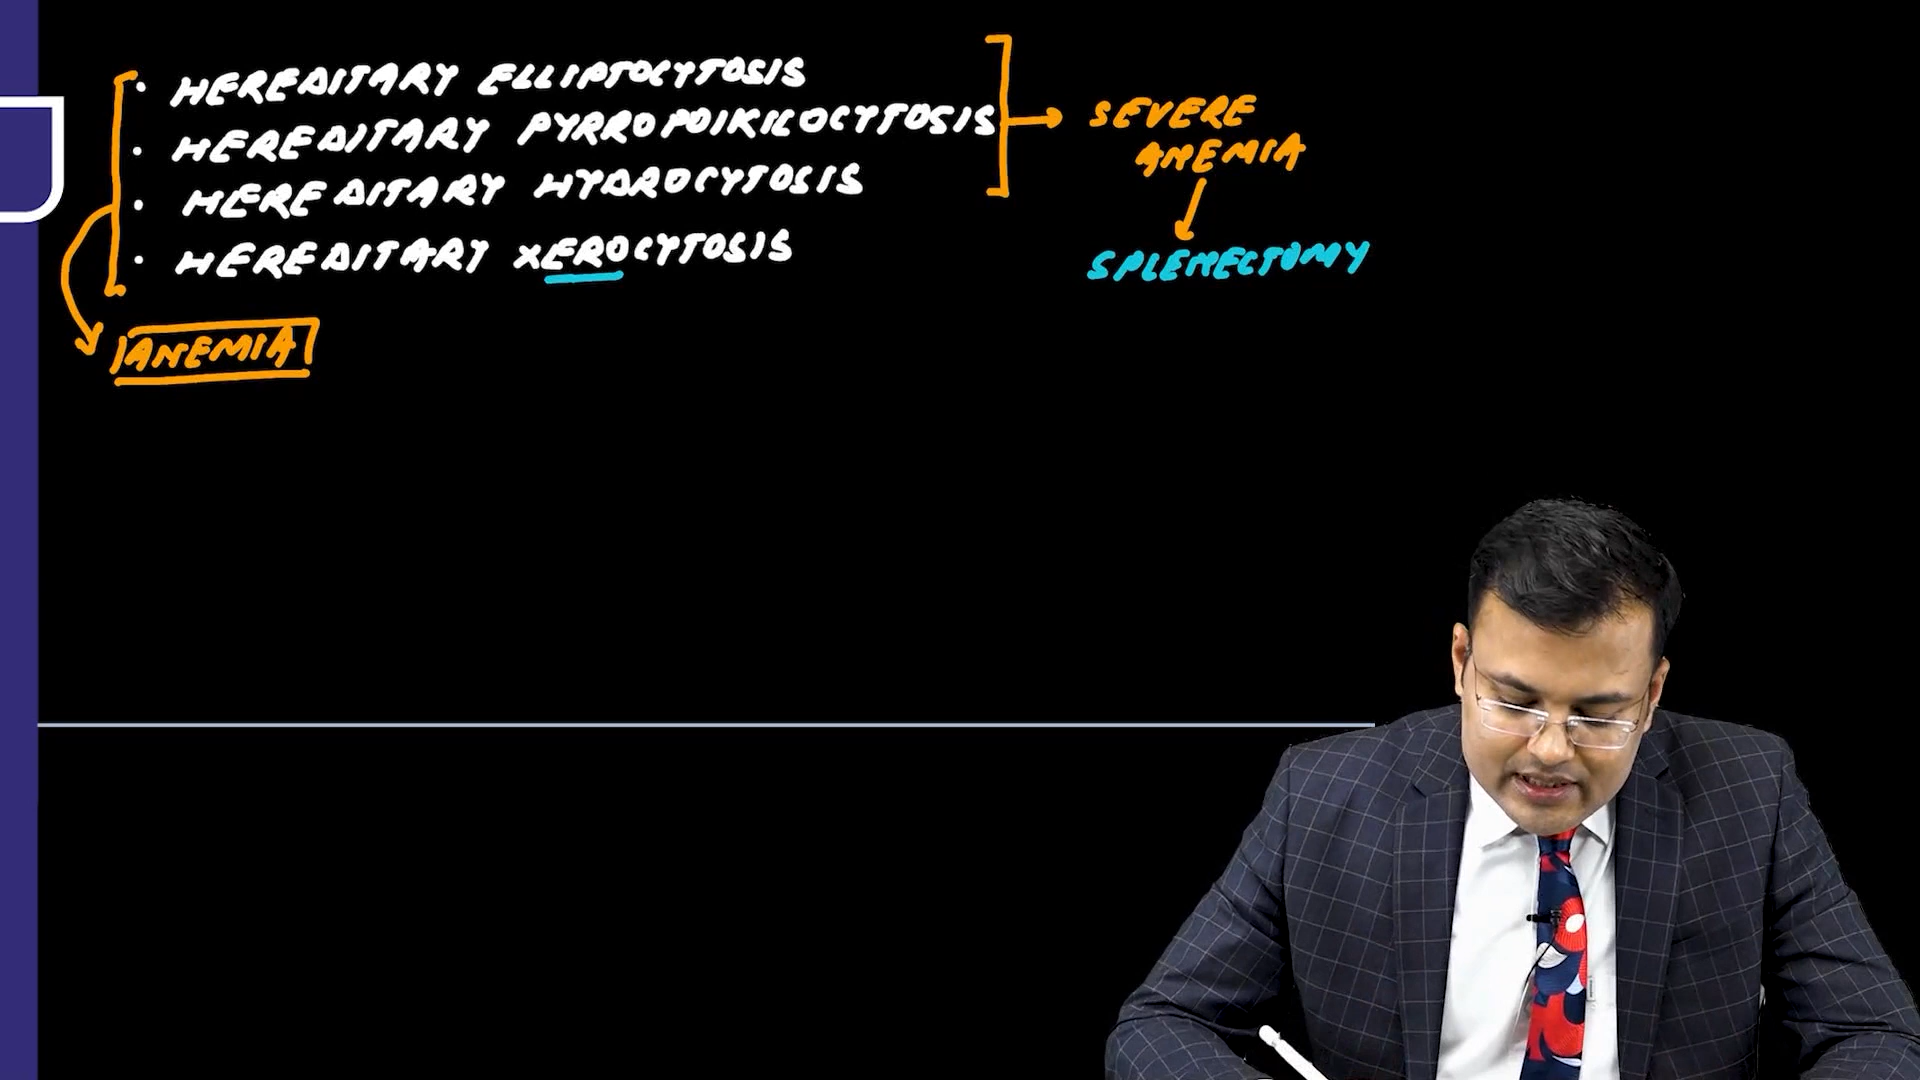 • HEREDITARY ELLIPTOCYTOSIS
• HEREDITARY PYRROPOIKILOCYTOSIS
• HEREDITARY HYDROCYTOSIS
• HEREDITARY XEROCYTOSIS
ANEMIA
SEVERE
ANEMIA
SPLENECTOMY